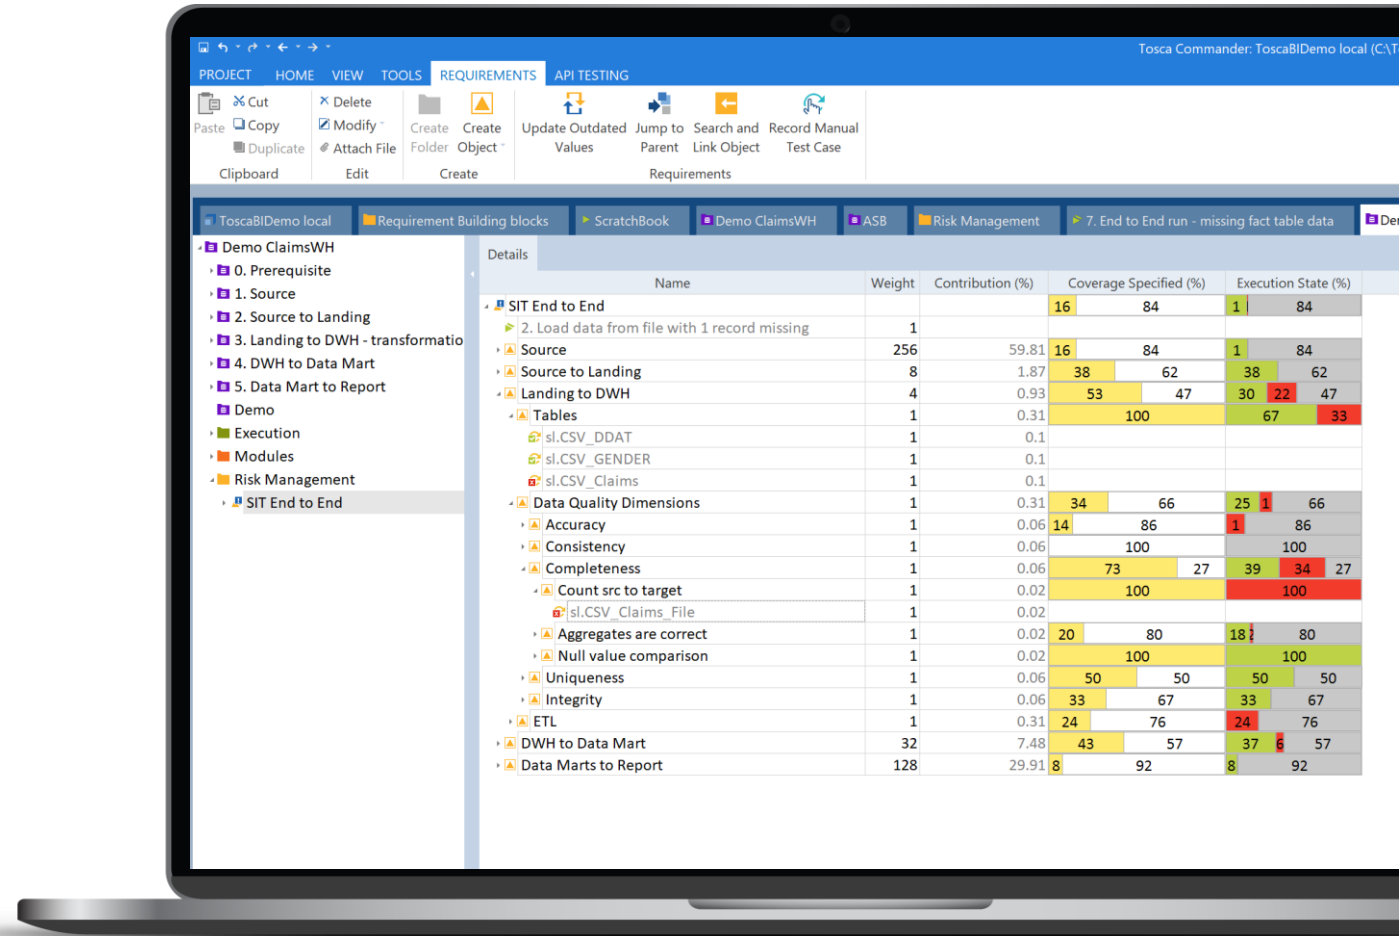 Tosca Commander: ToscaBIDemo local (C:\T
PROJECT HOME VIEW TOOLS REQUIREMENTS API TESTING
Paste Cut Copy Duplicate
Clipboard
Delete Modify Attach File
Edit
Create Folder Create Object
Create
Update Outdated Values Jump to Parent Search and Link Object Record Manual Test Case
Requirements
ToscaBIDemo local Requirement Building blocks ScratchBook Demo ClaimsWH ASB Risk Management 7. End to End run - missing fact table data Der
Demo ClaimsWH
0. Prerequisite
1. Source
2. Source to Landing
3. Landing to DWH - transformatio
4. DWH to Data Mart
5. Data Mart to Report
Demo
Execution
Modules
Risk Management
SIT End to End
Details
Name Weight Contribution (%) Coverage Specified (%) Execution State (%)
SIT End to End 16 84 1 84
2. Load data from file with 1 record missing 1
Source 256 59.81 16 84 1 84
Source to Landing 8 1.87 38 62 38 62
Landing to DWH 4 0.93 53 47 30 22 47
Tables 1 0.31 100 67 33
sl.CSV_DDAT 1 0.1
sl.CSV_GENDER 1 0.1
sl.CSV_Claims 1 0.1
Data Quality Dimensions 1 0.31 34 66 25 1 66
Accuracy 1 0.06 14 86 1 86
Consistency 1 0.06 100 100
Completeness 1 0.06 73 27 39 34 27
Count src to target 1 0.02 100 100
sl.CSV_Claims_File 1 0.02
Aggregates are correct 1 0.02 20 80 18 2 80
Null value comparison 1 0.02 100 100
Uniqueness 1 0.06 50 50 50 50
Integrity 1 0.06 33 67 33 67
ETL 1 0.31 24 76 24 76
DWH to Data Mart 32 7.48 43 57 37 6 57
Data Marts to Report 128 29.91 8 92 8 92